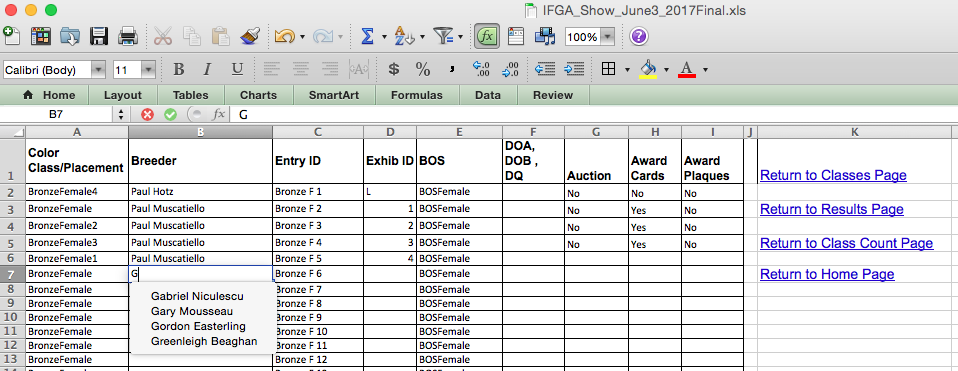 IFGA_Show_June3_2017Final.xls
100%
Calibri (Body) 11 B I U $ % , .00 .00
Home Layout Tables Charts SmartArt Formulas Data Review
B7 fx G
A B C D E F G H I J K
1 Color Class/Placement Breeder Entry ID Exhib ID BOS DOA, DOB , DQ Auction Award Cards Award Plaques Return to Classes Page
2 BronzeFemale4 Paul Hotz Bronze F 1 L BOSFemale No No No
3 BronzeFemale Paul Muscatiello Bronze F 2 1 BOSFemale No Yes No Return to Results Page
4 BronzeFemale2 Paul Muscatiello Bronze F 3 2 BOSFemale No Yes No
5 BronzeFemale3 Paul Muscatiello Bronze F 4 3 BOSFemale No Yes No Return to Class Count Page
6 BronzeFemale1 Paul Muscatiello Bronze F 5 4 BOSFemale
7 BronzeFemale G Bronze F 6 BOSFemale Return to Home Page
8 BronzeFemale Bronze F 7 BOSFemale
Gabriel Niculescu
9 BronzeFemale Bronze F 8 BOSFemale
Gary Mousseau
10 BronzeFemale Bronze F 9 BOSFemale
Gordon Easterling
11 BronzeFemale Bronze F 10 BOSFemale
Greenleigh Beaghan
12 BronzeFemale Bronze F 11 BOSFemale
13 BronzeFemale Bronze F 12 BOSFemale